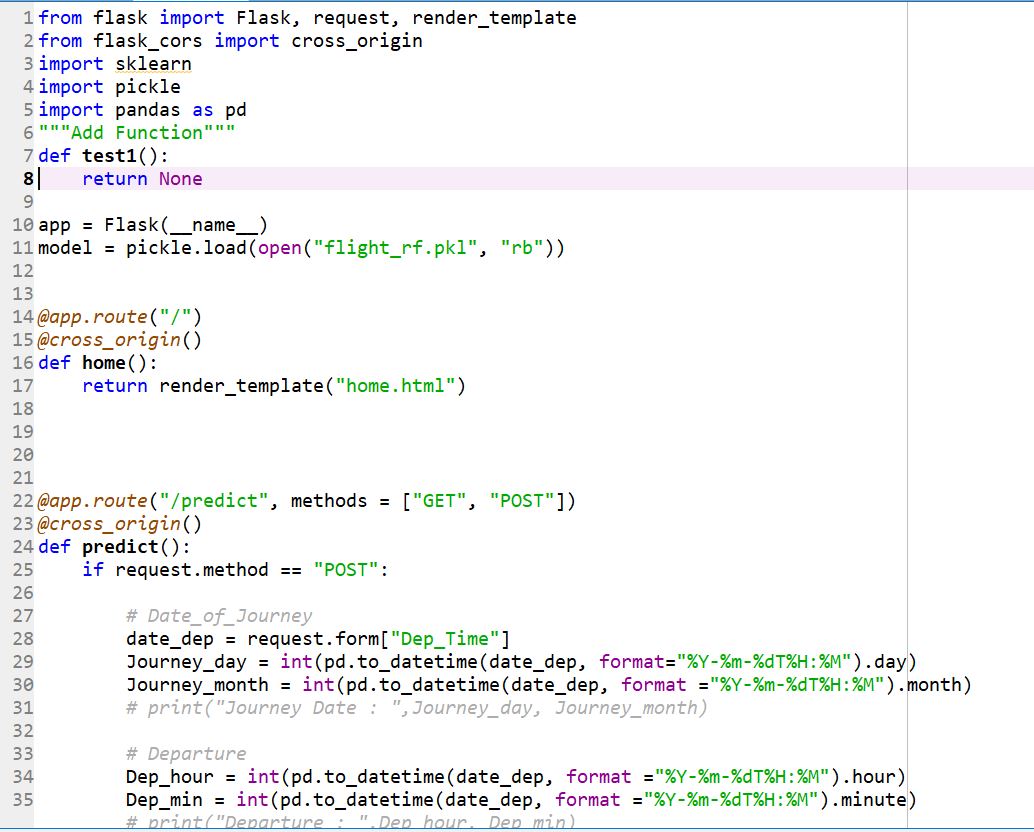 1 from flask import Flask, request, render_template
2 from flask_cors import cross_origin
3 import sklearn
4 import pickle
5 import pandas as pd
6 """Add Function"""
7 def test1():
8     return None
9
10 app = Flask(__name__)
11 model = pickle.load(open("flight_rf.pkl", "rb"))
12
13
14 @app.route("/")
15 @cross_origin()
16 def home():
17     return render_template("home.html")
18
19
20
21
22 @app.route("/predict", methods = ["GET", "POST"])
23 @cross_origin()
24 def predict():
25     if request.method == "POST":
26
27         # Date_of_Journey
28         date_dep = request.form["Dep_Time"]
29         Journey_day = int(pd.to_datetime(date_dep, format="%Y-%m-%dT%H:%M").day)
30         Journey_month = int(pd.to_datetime(date_dep, format ="%Y-%m-%dT%H:%M").month)
31         # print("Journey Date : ",Journey_day, Journey_month)
32
33         # Departure
34         Dep_hour = int(pd.to_datetime(date_dep, format ="%Y-%m-%dT%H:%M").hour)
35         Dep_min = int(pd.to_datetime(date_dep, format ="%Y-%m-%dT%H:%M").minute)
        # print("Departure : ",Dep_hour, Dep_min)